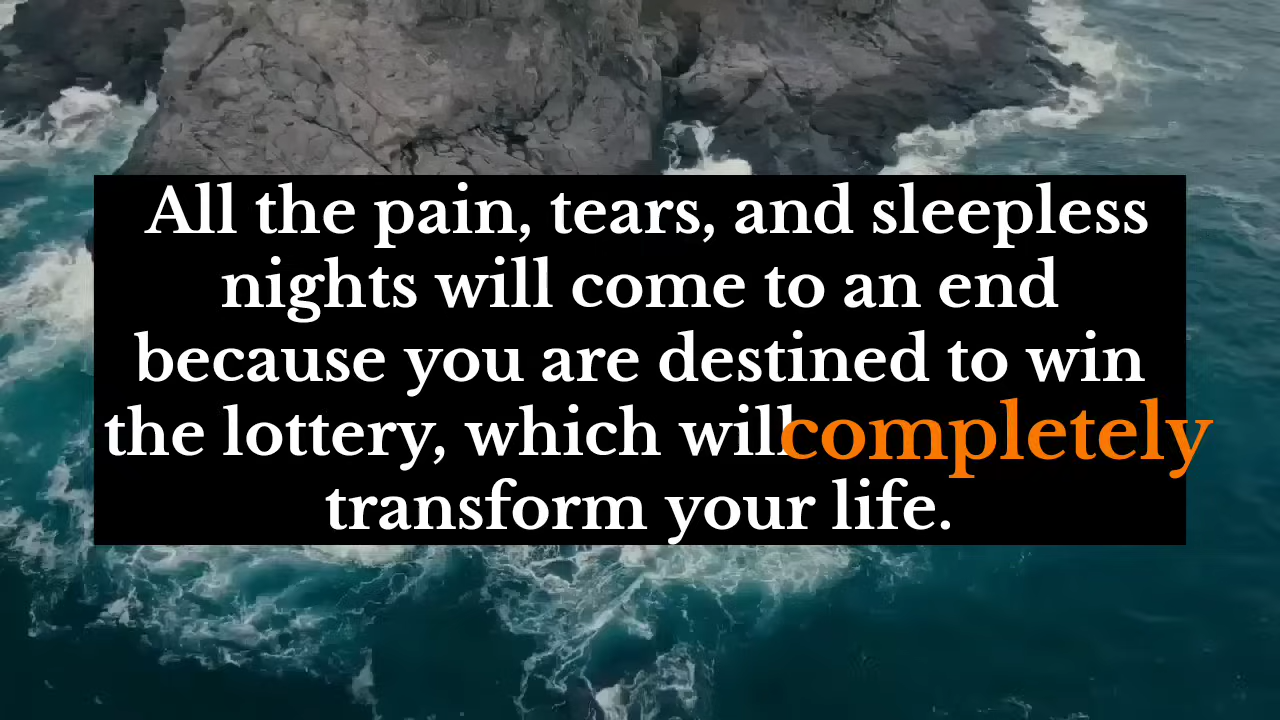 All the pain, tears, and sleepless
nights will come to an end
because you are destined to win
the lottery, which will completely
transform your life.